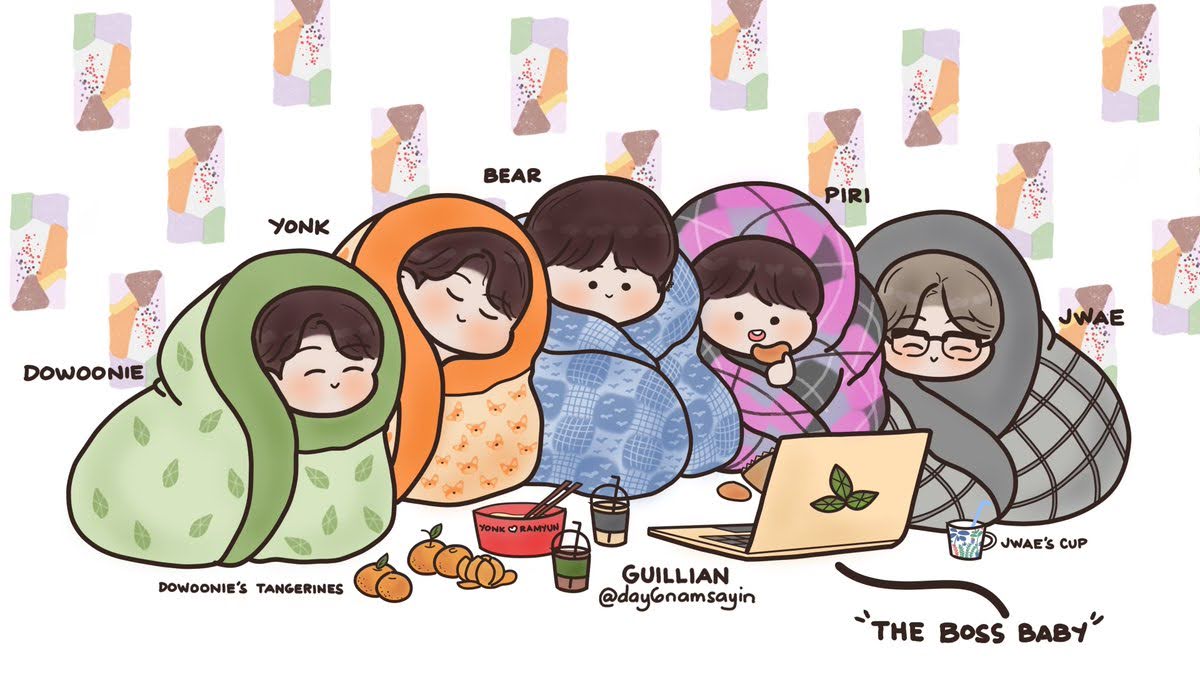 BEAR
PIRI
YONK
JWAE
DOWOONIE
YONK RAMYUN
JWAE'S CUP
GUILLIAN
DOWOONIE'S TANGERINES
@day6namsayin
"THE BOSS BABY"